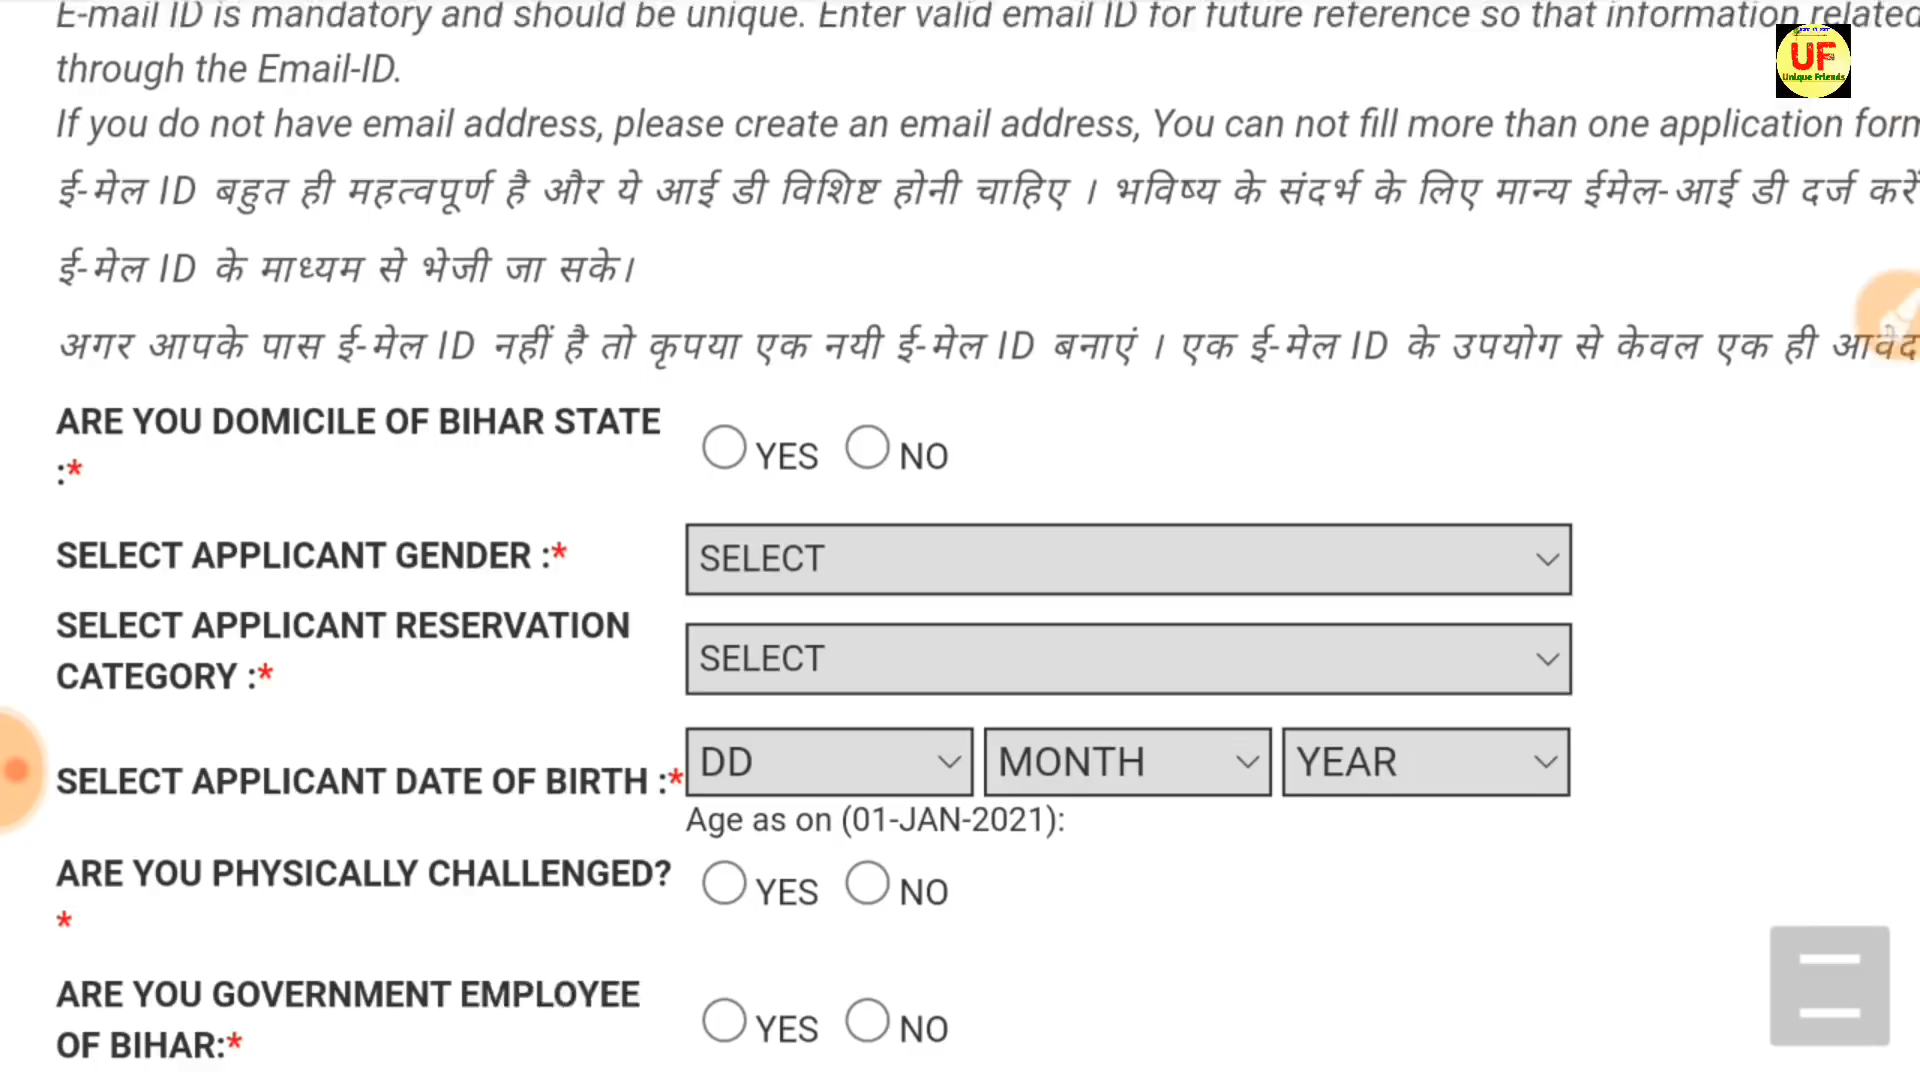 E-mail ID is mandatory and should be unique. Enter valid email ID for future reference so that information related
through the Email-ID.
If you do not have email address, please create an email address, You can not fill more than one application form
ई-मेल ID बहुत ही महत्वपूर्ण है और ये आई डी विशिष्ट होनी चाहिए । भविष्य के संदर्भ के लिए मान्य ईमेल-आई डी दर्ज करें
ई-मेल ID के माध्यम से भेजी जा सके।
अगर आपके पास ई-मेल ID नहीं है तो कृपया एक नयी ई-मेल ID बनाएं । एक ई-मेल ID के उपयोग से केवल एक ही
ARE YOU DOMICILE OF BIHAR STATE
:*
YES NO
SELECT APPLICANT GENDER :*
SELECT
SELECT APPLICANT RESERVATION
CATEGORY :*
SELECT
SELECT APPLICANT DATE OF BIRTH :*
DD MONTH YEAR
Age as on (01-JAN-2021):
ARE YOU PHYSICALLY CHALLENGED?
*
YES NO
ARE YOU GOVERNMENT EMPLOYEE
OF BIHAR:*
YES NO
UF
Unique Friends